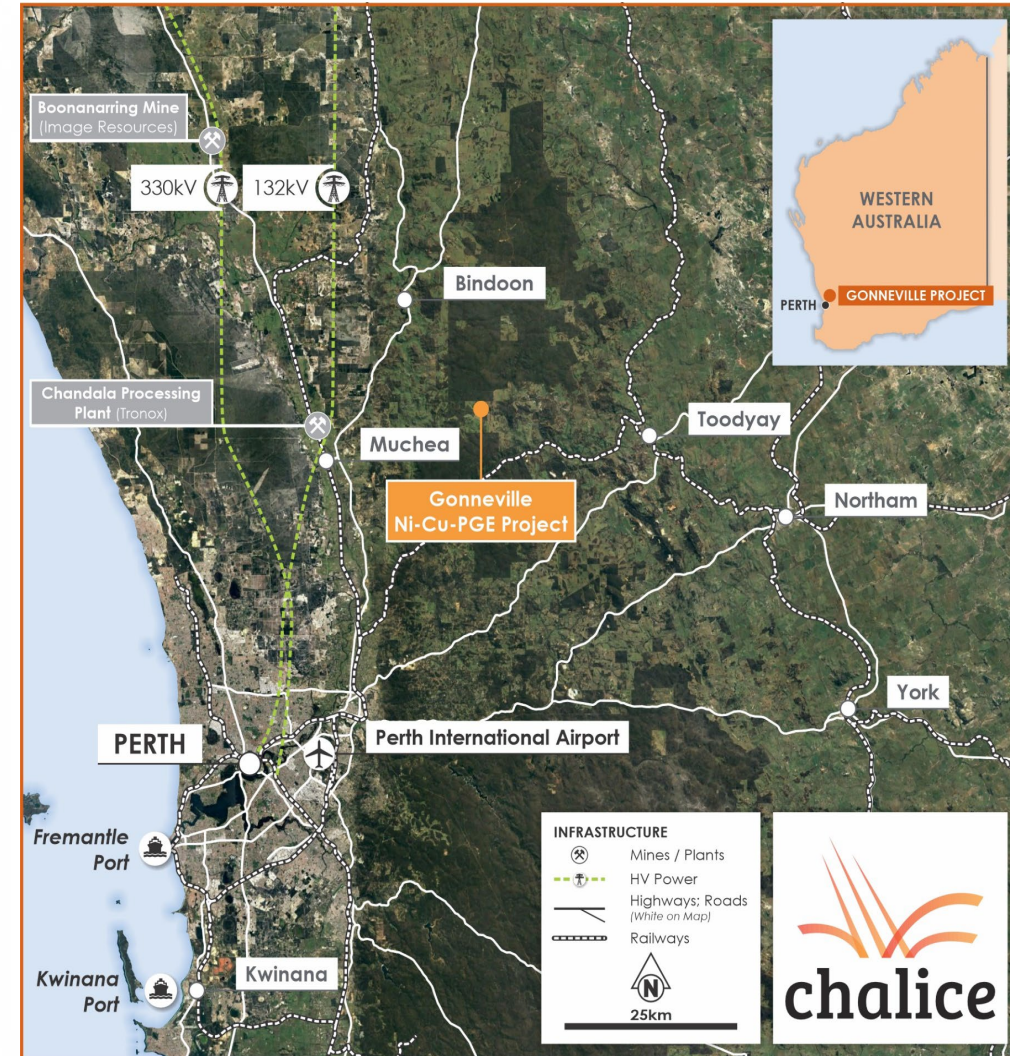 Boonanarring Mine
(Image Resources)
330kV
132kV
WESTERN
AUSTRALIA
PERTH
GONNEVILLE PROJECT
Bindoon
Chandala Processing
Plant (Tronox)
Muchea
Toodyay
Gonneville
Ni-Cu-PGE Project
Northam
York
PERTH
Perth International Airport
Fremantle
Port
Kwinana
Port
Kwinana
INFRASTRUCTURE
Mines / Plants
HV Power
Highways; Roads
(White on Map)
Railways
N
25km
chalice